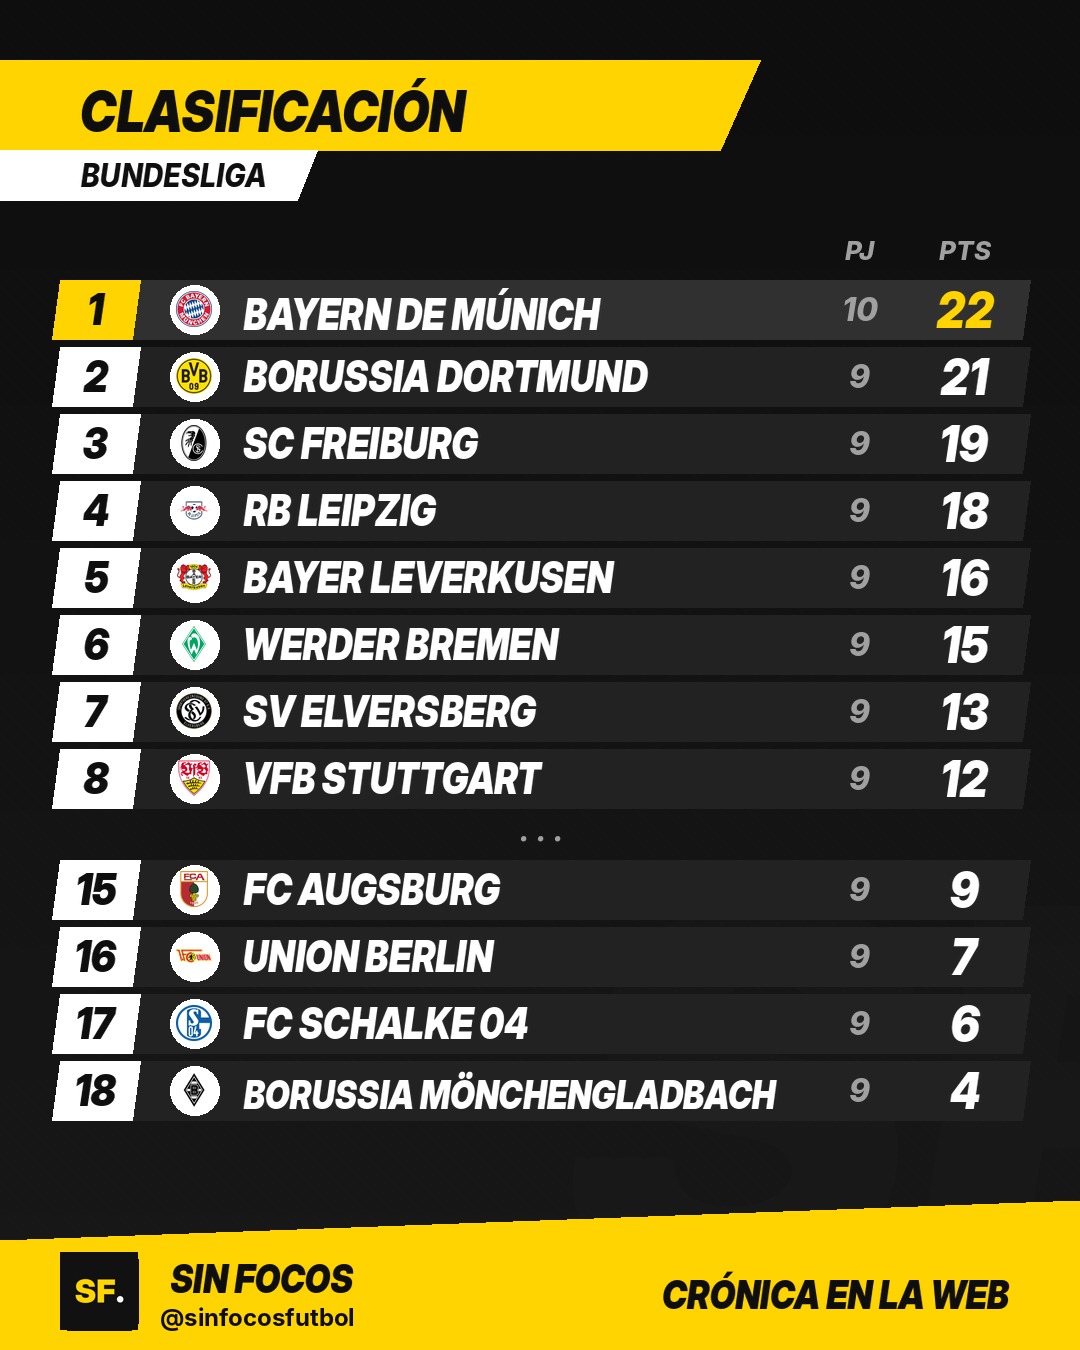 CLASIFICACIÓN
BUNDESLIGA
PJ PTS
1 BAYERN DE MÚNICH 10 22
2 BORUSSIA DORTMUND 9 21
3 SC FREIBURG 9 19
4 RB LEIPZIG 9 18
5 BAYER LEVERKUSEN 9 16
6 WERDER BREMEN 9 15
7 SV ELVERSBERG 9 13
8 VFB STUTTGART 9 12
...
15 FC AUGSBURG 9 9
16 UNION BERLIN 9 7
17 FC SCHALKE 04 9 6
18 BORUSSIA MÖNCHENGLADBACH 9 4
SF. SIN FOCOS
@sinfocosfutbol
CRÓNICA EN LA WEB